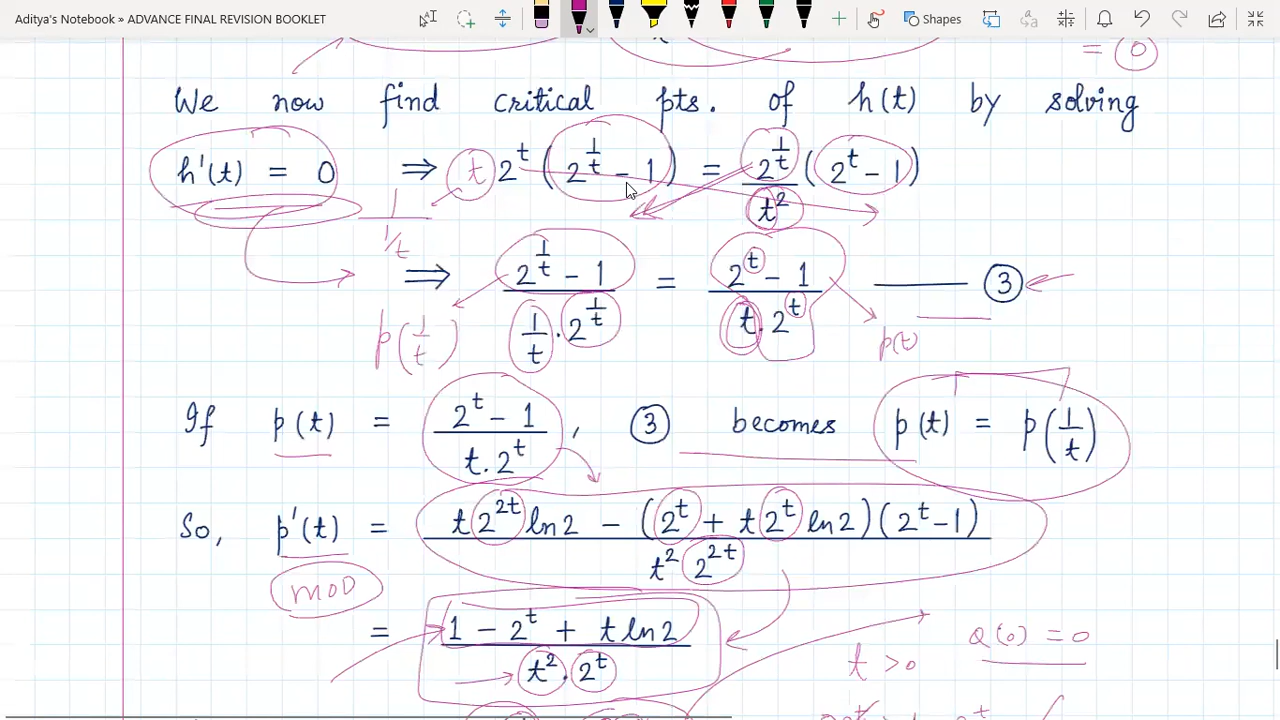 Aditya's Notebook » ADVANCE FINAL REVISION BOOKLET
Shapes
= 0
We now find critical pts. of h(t) by solving
h'(t) = 0 ⇒ t 2^t (2^(1/t) − 1) = 2^(1/t)/t² (2^t − 1)
1/(1/t)
⇒ (2^(1/t) − 1)/((1/t)·2^(1/t)) = (2^t − 1)/(t·2^t) —— ③
p(1/t) p(t)
If p(t) = (2^t − 1)/(t·2^t), ③ becomes p(t) = p(1/t)
So, p'(t) = (t 2^(2t) ln2 − (2^t + t 2^t ln2)(2^t − 1))/(t² 2^(2t))
MOD
= (1 − 2^t + t ln2)/(t²·2^t)
t > 0 Q(0) = 0